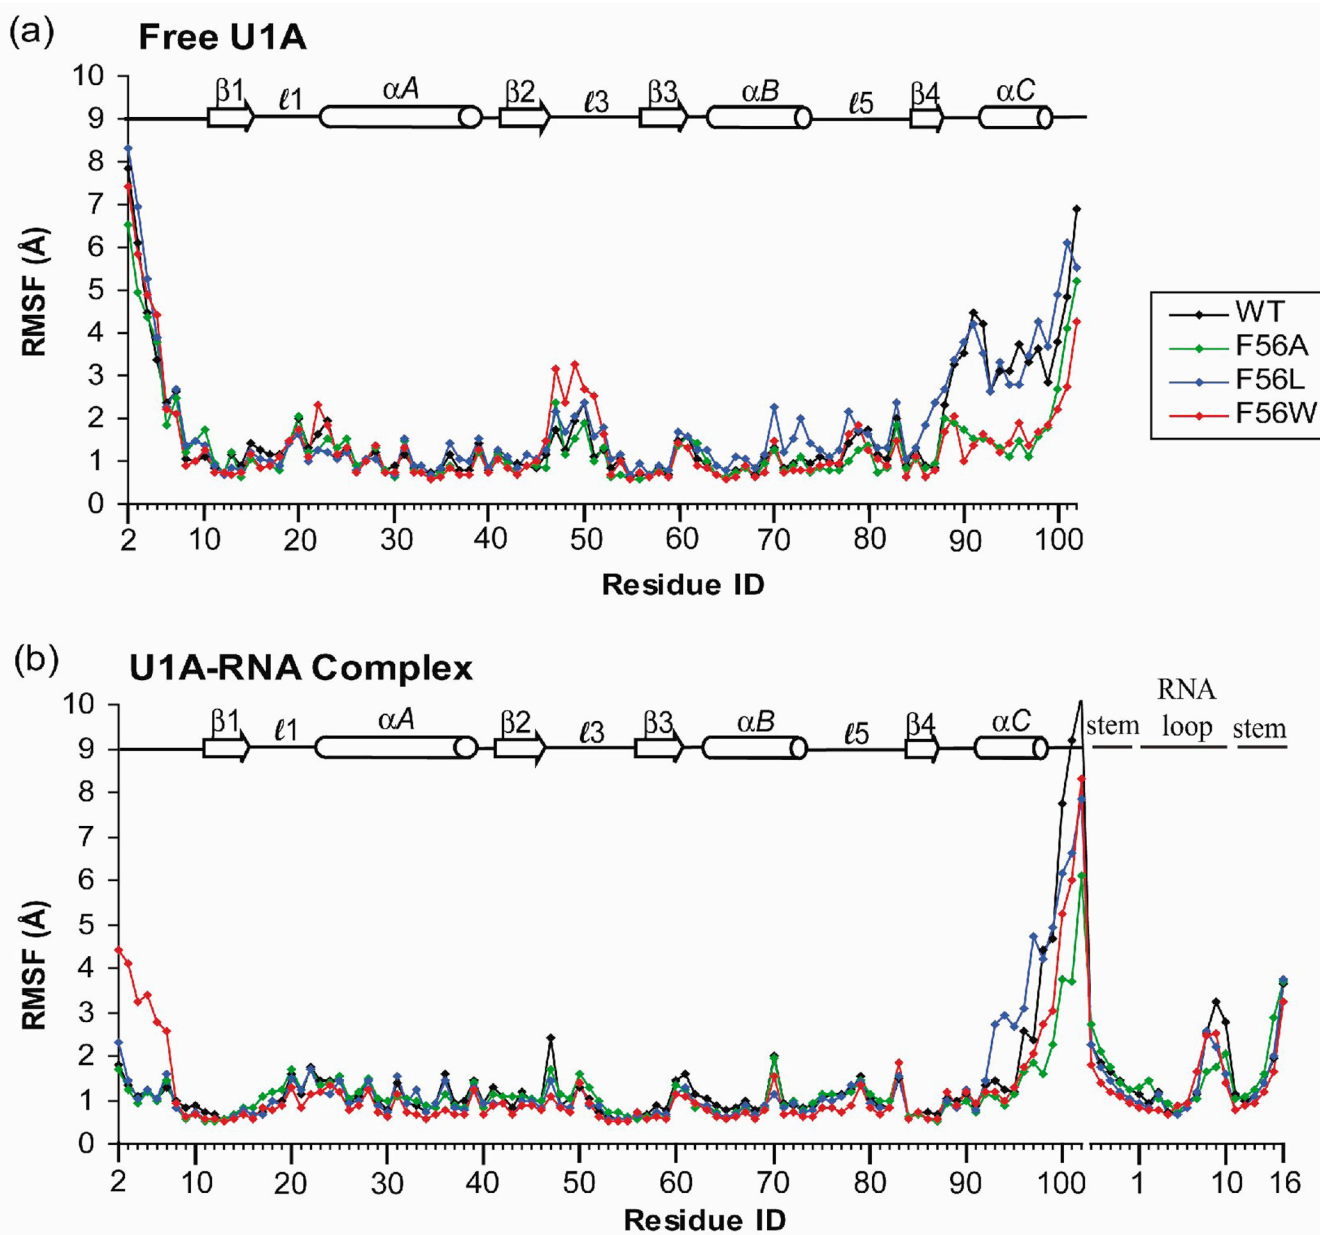 (a) Free U1A
10
9
8
7
6
5
4
3
2
1
0
RMSF (Å)
β1 ℓ1 αA β2 ℓ3 β3 αB ℓ5 β4 αC
2 10 20 30 40 50 60 70 80 90 100
Residue ID
WT
F56A
F56L
F56W
(b) U1A-RNA Complex
10
9
8
7
6
5
4
3
2
1
0
RMSF (Å)
β1 ℓ1 αA β2 ℓ3 β3 αB ℓ5 β4 αC
stem
RNA
loop
stem
2 10 20 30 40 50 60 70 80 90 100 1 10 16
Residue ID